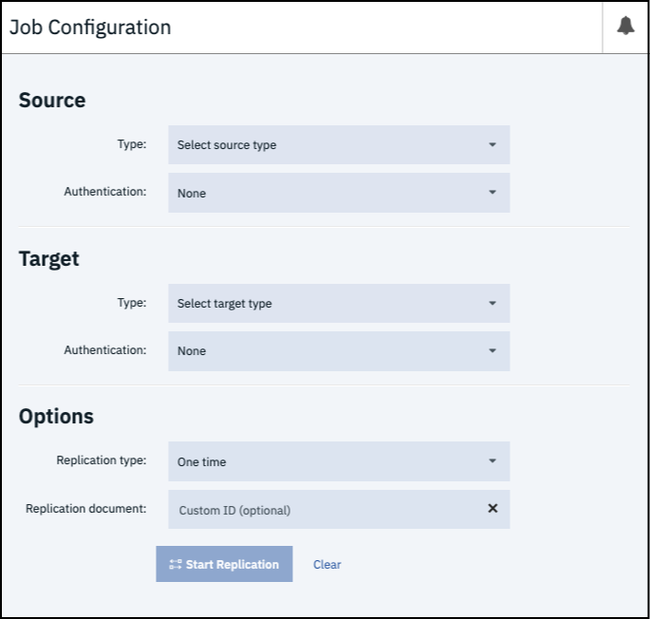 Job Configuration
Source
Type: Select source type
Authentication: None
Target
Type: Select target type
Authentication: None
Options
Replication type: One time
Replication document: Custom ID (optional)
Start Replication Clear